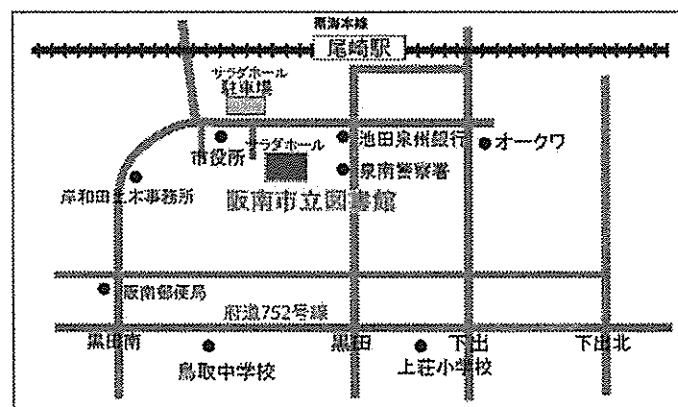 南海本線
尾崎駅
サラダホール
駐車場
市役所
サラダホール
池田泉州銀行
オークワ
泉南警察署
岸和田土木事務所
阪南市立図書館
阪南郵便局
府道752号線
黒田南
黒田
下出
下出北
鳥取中学校
上荘小学校